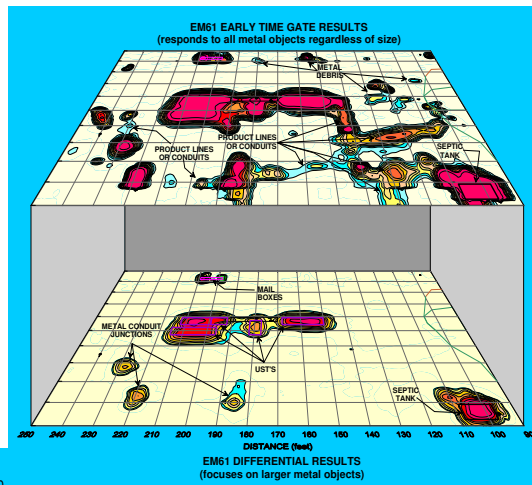 EM61 EARLY TIME GATE RESULTS
(responds to all metal objects regardless of size)
METAL
DEBRIS
PRODUCT LINES
OR CONDUITS
PRODUCT LINES
OR CONDUITS
SEPTIC
TANK
MAIL
BOXES
METAL CONDUIT
JUNCTIONS
UST'S
SEPTIC
TANK
260 250 240 230 220 210 200 190 180 170 160 150 140 130 120 110 100 90
DISTANCE (feet)
EM61 DIFFERENTIAL RESULTS
(focuses on larger metal objects)